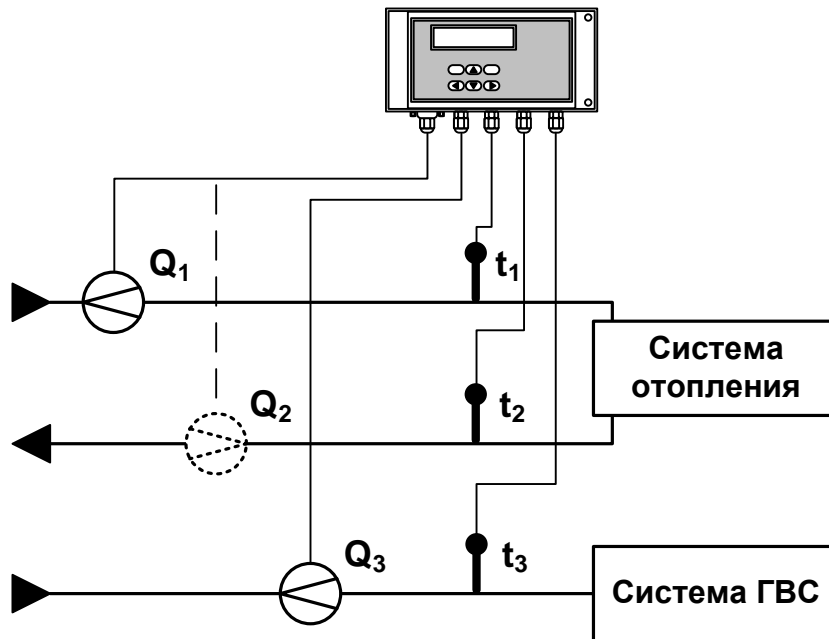 Q₁
t₁
Система
отопления
Q₂
t₂
Q₃
t₃
Система ГВС